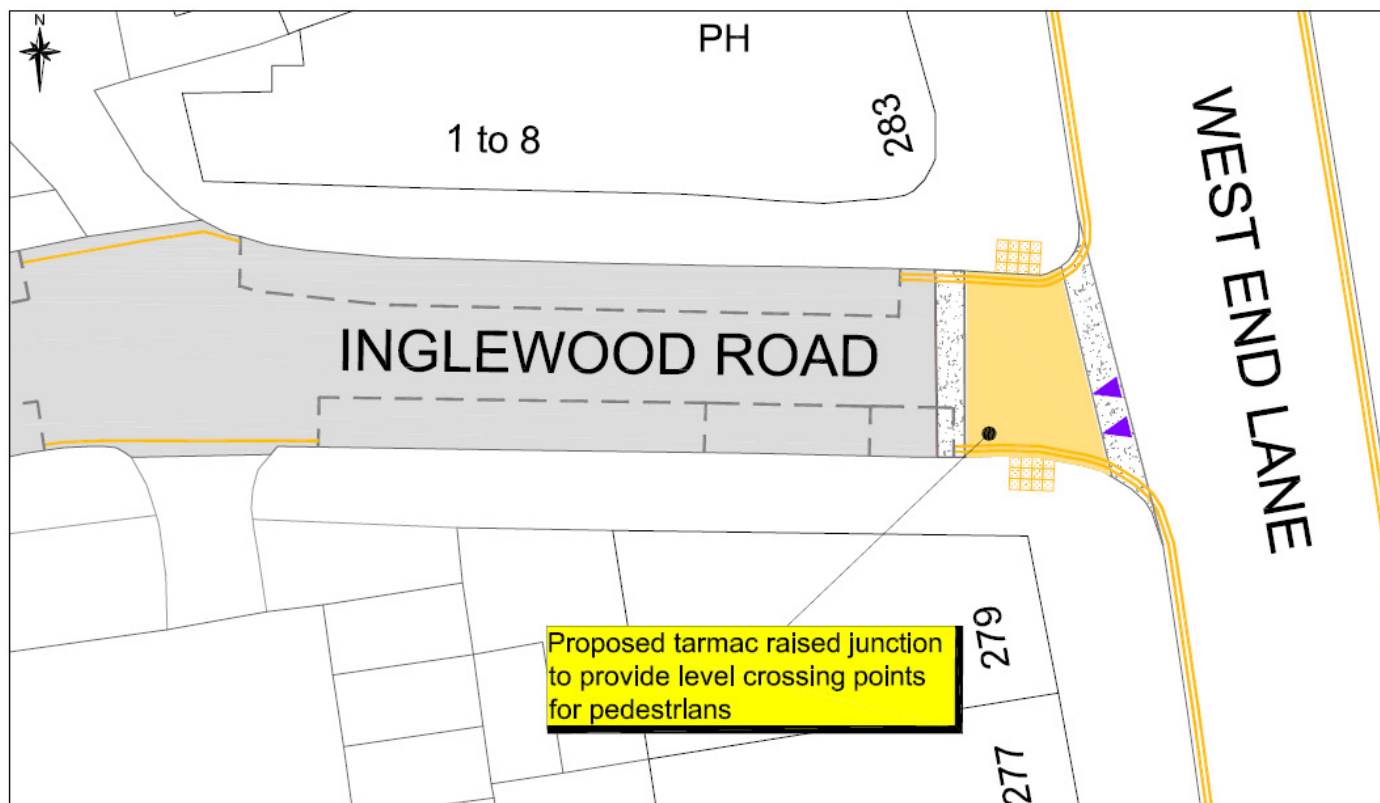 N
PH
283
1 to 8
WEST END LANE
INGLEWOOD ROAD
Proposed tarmac raised junction
to provide level crossing points
for pedestrians
279
277